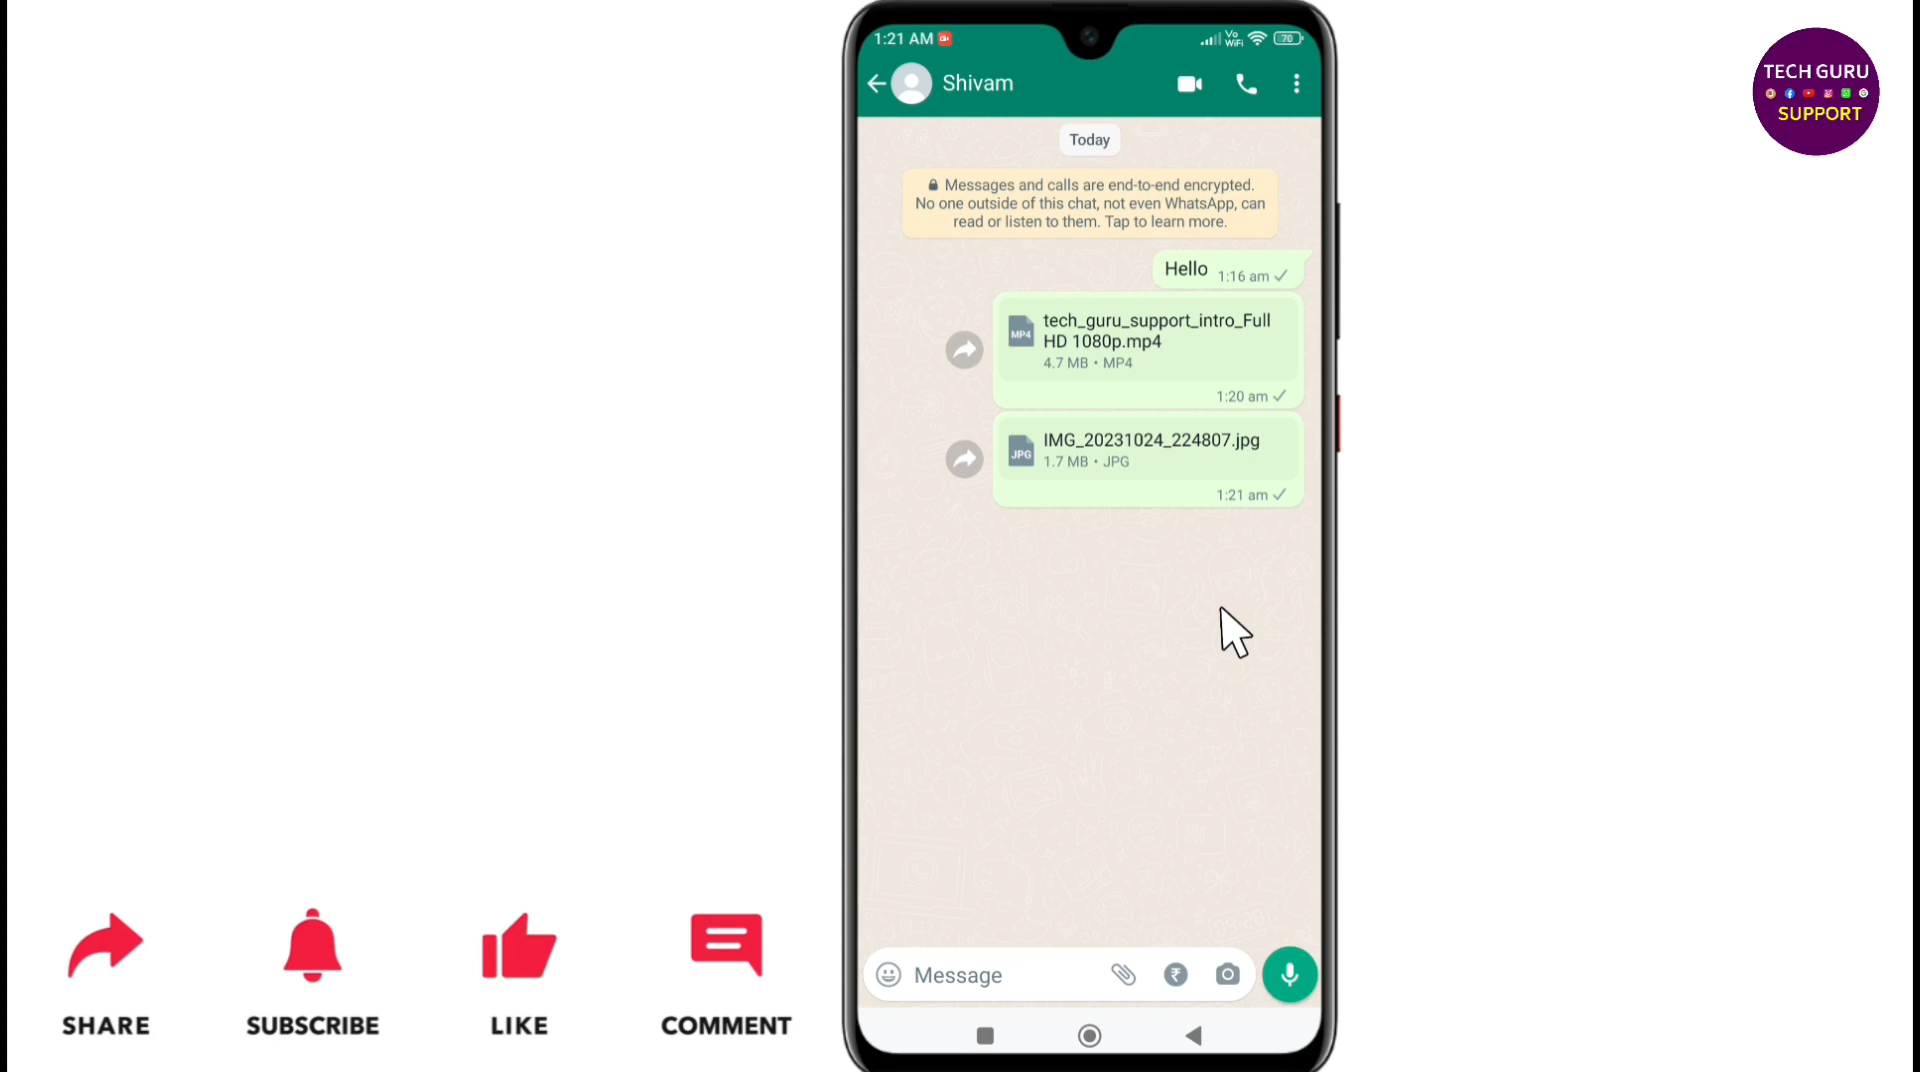 1:21 AM
Vo
WiFi
70
Shivam
Today
Messages and calls are end-to-end encrypted.
No one outside of this chat, not even WhatsApp, can
read or listen to them. Tap to learn more.
Hello 1:16 am
MP4
tech_guru_support_intro_Full
HD 1080p.mp4
4.7 MB • MP4
1:20 am
JPG
IMG_20231024_224807.jpg
1.7 MB • JPG
1:21 am
Message
₹
TECH GURU
SUPPORT
SHARE
SUBSCRIBE
LIKE
COMMENT